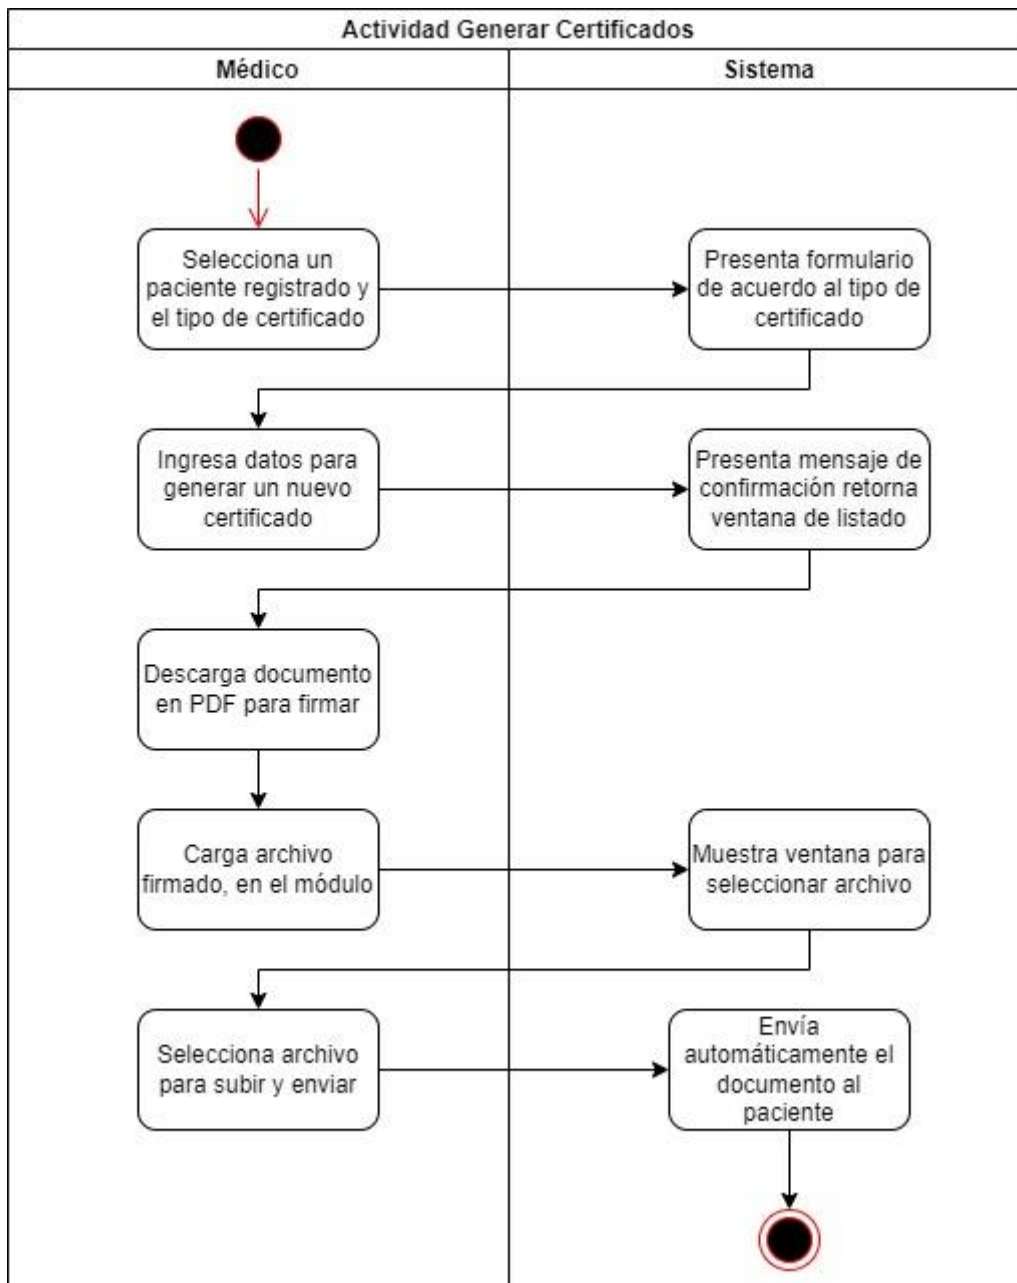 Actividad Generar Certificados
Médico
Sistema
Selecciona un
paciente registrado y
el tipo de certificado
Presenta formulario
de acuerdo al tipo de
certificado
Ingresa datos para
generar un nuevo
certificado
Presenta mensaje de
confirmación retorna
ventana de listado
Descarga documento
en PDF para firmar
Carga archivo
firmado, en el módulo
Muestra ventana para
seleccionar archivo
Selecciona archivo
para subir y enviar
Envía
automáticamente el
documento al
paciente